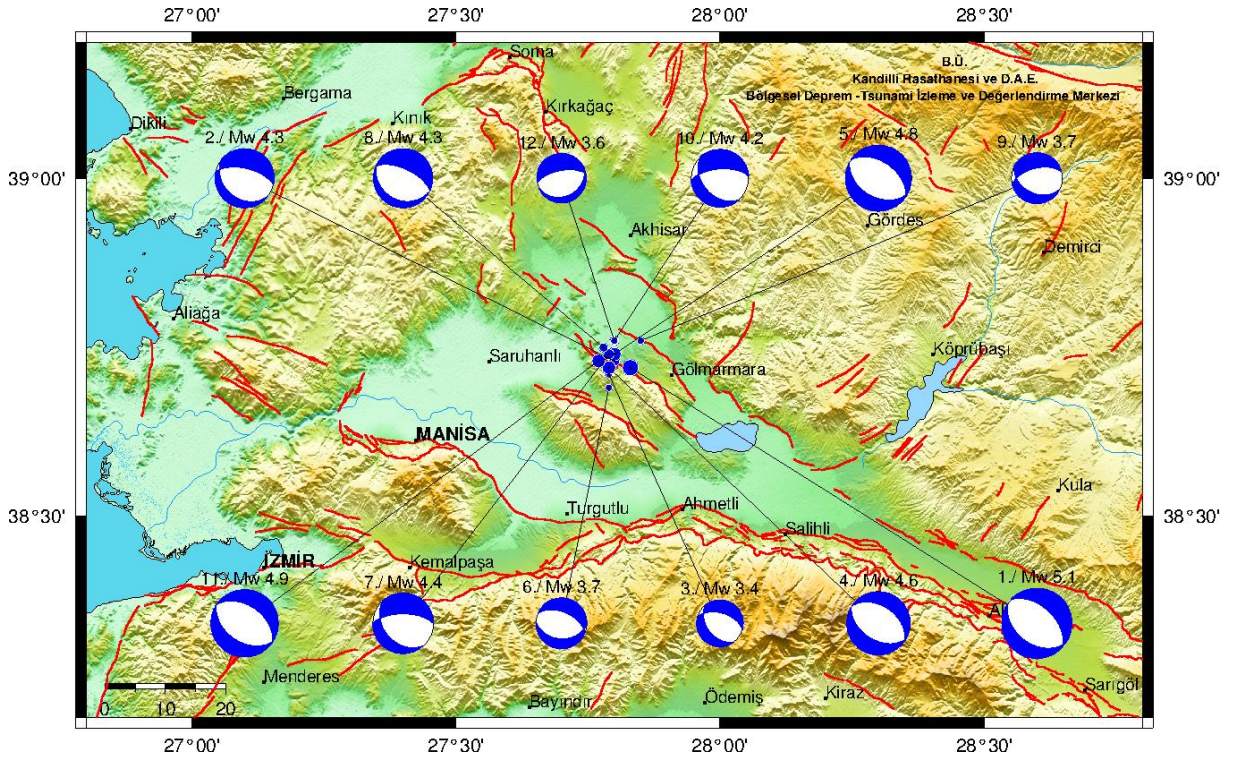 27°00' 27°30' 28°00' 28°30'
Soma
B.Ü.
Kandilli Rasathanesi ve D.A.E.
Bölgesel Deprem -Tsunami İzleme ve Değerlendirme Merkezi
Bergama
Kırkağaç
Dikili
Kınık
2./ Mw 4.3 8./ Mw 4.3 12./ Mw 3.6 10./ Mw 4.2 5./ Mw 4.8 9./ Mw 3.7
39°00' 39°00'
Gördes
Akhisar
Demirci
Aliağa
Saruhanlı
Köprübaşı
Gölmarmara
MANİSA
Kula
Turgutlu
Ahmetli
38°30' 38°30'
Salihli
İZMİR
Kemalpaşa
11./ Mw 4.9 7./ Mw 4.4 6./ Mw 3.7 3./ Mw 3.4 4./ Mw 4.6 1./ Mw 5.1
Menderes
Sarıgöl
Kiraz
Ödemiş
Bayındır
0 10 20
27°00' 27°30' 28°00' 28°30'